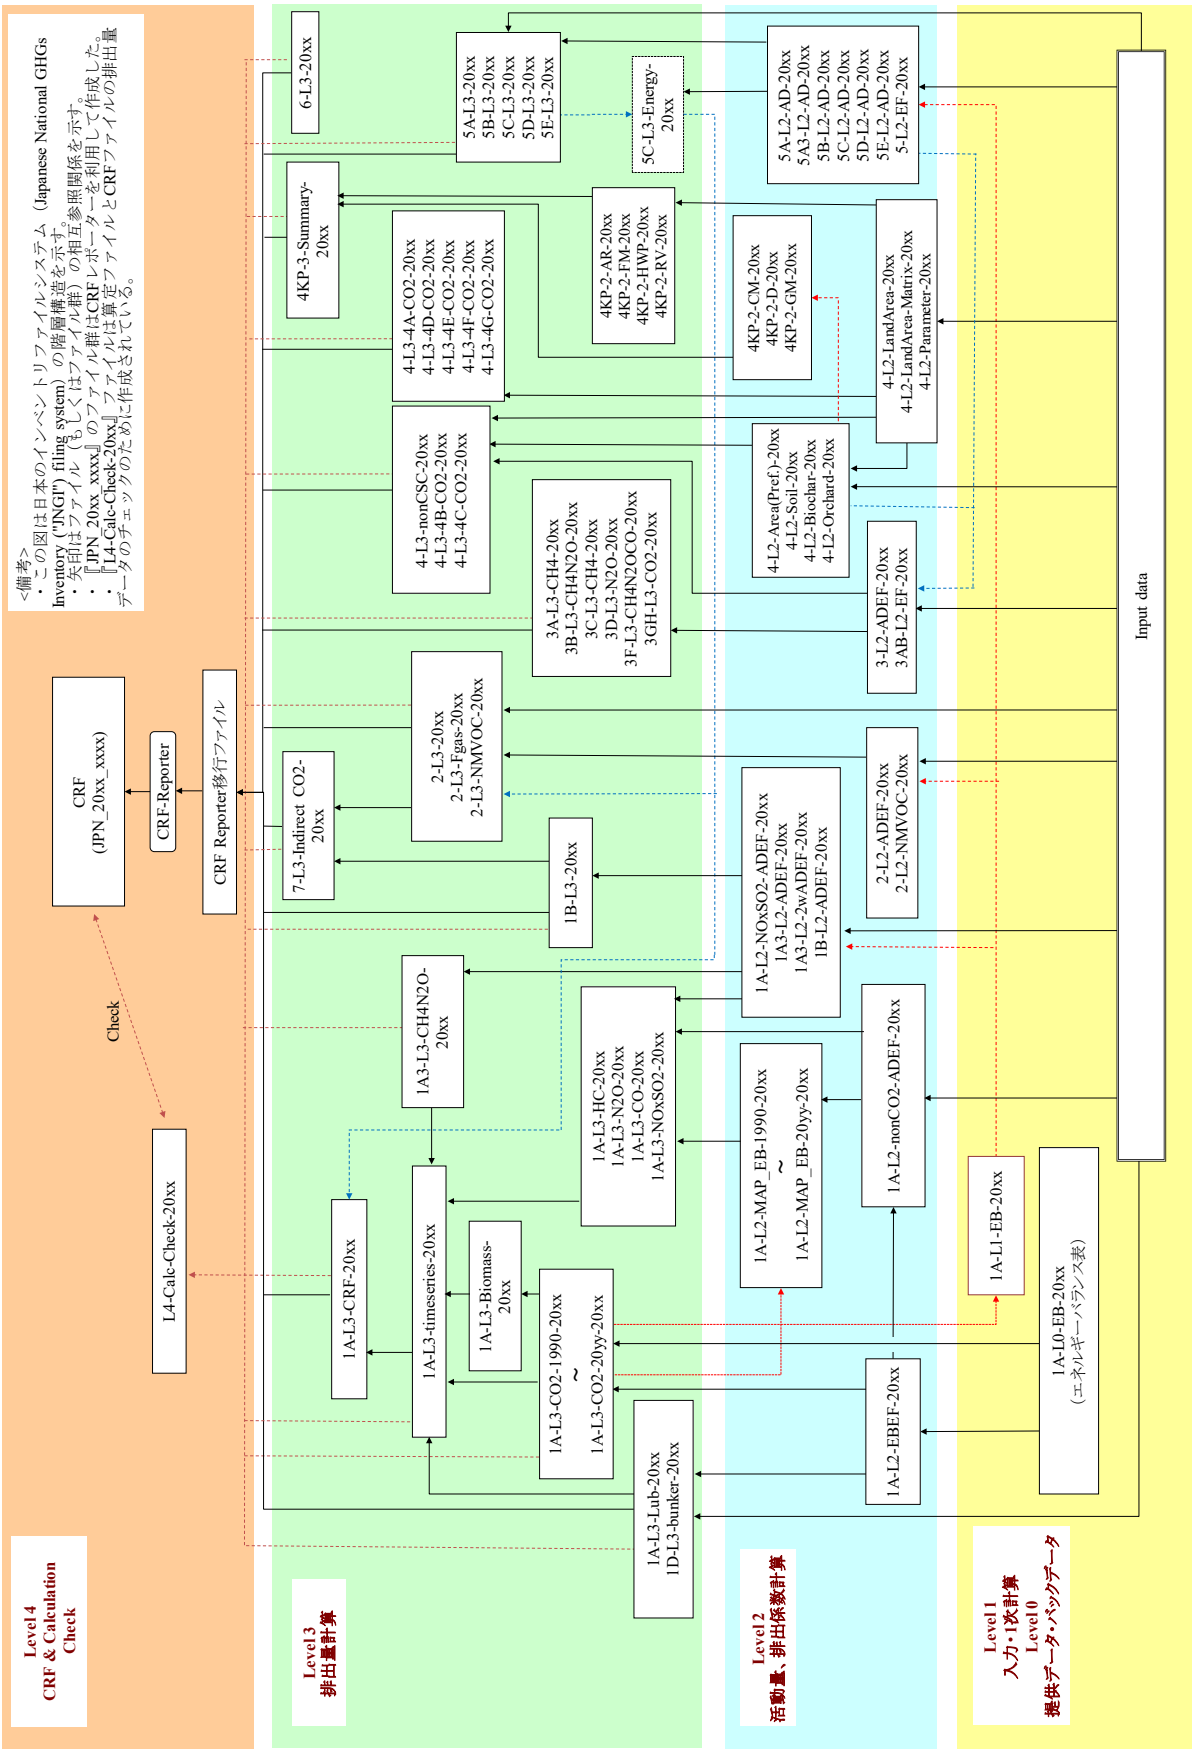 Level 4
CRF & Calculation
Check
CRF
(JPN_20xx_xxxx)
CRF-Reporter
CRF Reporter移行ファイル
L4-Calc-Check-20xx
Check
<備考>
・この図は日本のインベントリファイルシステム（Japanese National GHGs
Inventory ("JNGI") filing system）の階層構造を示す。
・矢印はファイル（もしくはファイル群）の相互参照関係を示す。
・『JPN_20xx_xxxx』のファイル群はCRFレポーターを利用して作成した。
・『L4-Calc-Check-20xx』ファイルは算定ファイルとCRFファイルの排出量
データのチェックのために作成されている。
Level 3
排出量計算
1A-L3-CRF-20xx
1A-L3-timeseries-20xx
1A-L3-Biomass-
20xx
1A-L3-CO2-1990-20xx
～
1A-L3-CO2-20yy-20xx
1A-L3-Lub-20xx
1D-L3-bunker-20xx
1A3-L3-CH4N2O-
20xx
1A-L3-HC-20xx
1A-L3-N2O-20xx
1A-L3-CO-20xx
1A-L3-NOxSO2-20xx
7-L3-Indirect CO2-
20xx
1B-L3-20xx
2-L3-20xx
2-L3-Fgas-20xx
2-L3-NMVOC-20xx
3A-L3-CH4-20xx
3B-L3-CH4N2O-20xx
3C-L3-CH4-20xx
3D-L3-N2O-20xx
3F-L3-CH4N2OCO-20xx
3GH-L3-CO2-20xx
4-L3-nonCSC-20xx
4-L3-4B-CO2-20xx
4-L3-4C-CO2-20xx
4-L3-4A-CO2-20xx
4-L3-4D-CO2-20xx
4-L3-4E-CO2-20xx
4-L3-4F-CO2-20xx
4-L3-4G-CO2-20xx
4KP-3-Summary-
20xx
4KP-2-AR-20xx
4KP-2-FM-20xx
4KP-2-HWP-20xx
4KP-2-RV-20xx
6-L3-20xx
5A-L3-20xx
5B-L3-20xx
5C-L3-20xx
5D-L3-20xx
5E-L3-20xx
5C-L3-Energy-
20xx
Level 2
活動量、排出係数計算
1A-L2-EBEF-20xx
1A-L2-MAP_EB-1990-20xx
～
1A-L2-MAP_EB-20yy-20xx
1A-L2-nonCO2-ADEF-20xx
1A-L2-NOxSO2-ADEF-20xx
1A3-L2-ADEF-20xx
1A3-L2-2wADEF-20xx
1B-L2-ADEF-20xx
2-L2-ADEF-20xx
2-L2-NMVOC-20xx
3-L2-ADEF-20xx
3AB-L2-EF-20xx
4-L2-Area(Pref.)-20xx
4-L2-Soil-20xx
4-L2-Biochar-20xx
4-L2-Orchard-20xx
4KP-2-CM-20xx
4KP-2-D-20xx
4KP-2-GM-20xx
4-L2-LandArea-20xx
4-L2-LandArea-Matrix-20xx
4-L2-Parameter-20xx
5A-L2-AD-20xx
5A3-L2-AD-20xx
5B-L2-AD-20xx
5C-L2-AD-20xx
5D-L2-AD-20xx
5E-L2-AD-20xx
5-L2-EF-20xx
Level 1
入力・1次計算
Level 0
提供データ・バックデータ
1A-L1-EB-20xx
1A-L0-EB-20xx
(エネルギーバランス表）
Input data